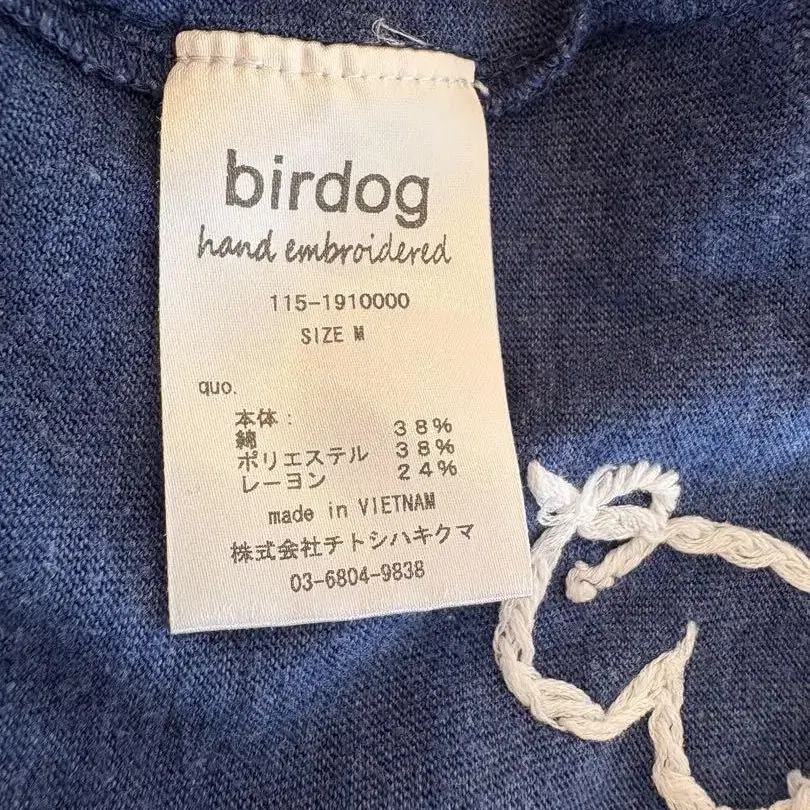 birdog
hand embroidered
115-1910000
SIZE M
quo.
本体:
綿 38%
ポリエステル 38%
レーヨン 24%
made in VIETNAM
株式会社チトシハキクマ
03-6804-9838